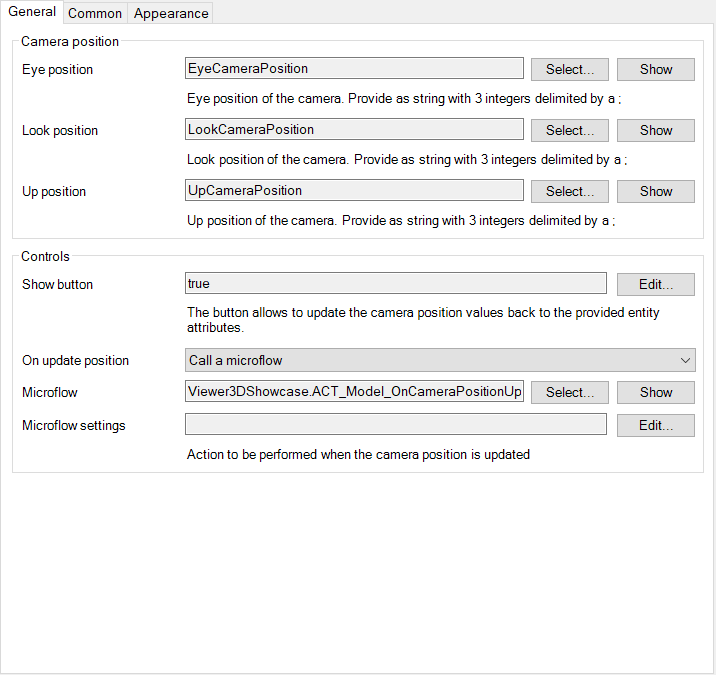 General Common Appearance
Camera position
Eye position EyeCameraPosition Select... Show
Eye position of the camera. Provide as string with 3 integers delimited by a ;
Look position LookCameraPosition Select... Show
Look position of the camera. Provide as string with 3 integers delimited by a ;
Up position UpCameraPosition Select... Show
Up position of the camera. Provide as string with 3 integers delimited by a ;
Controls
Show button true Edit...
The button allows to update the camera position values back to the provided entity
attributes.
On update position Call a microflow
Microflow Viewer3DShowcase.ACT_Model_OnCameraPositionUp Select... Show
Microflow settings Edit...
Action to be performed when the camera position is updated